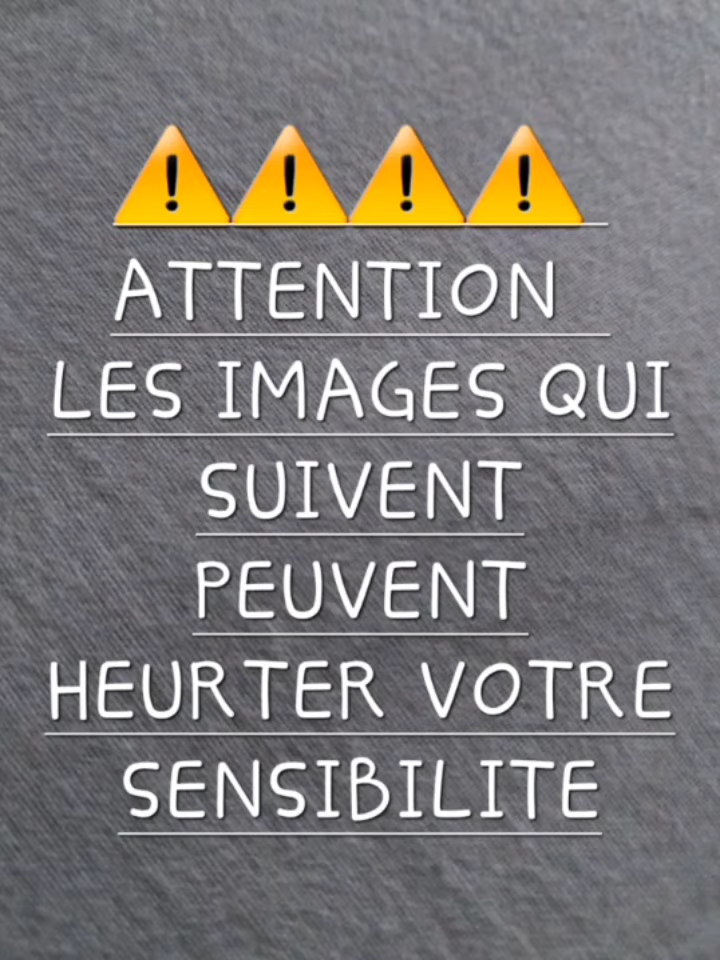 ⚠️⚠️⚠️⚠️
ATTENTION
LES IMAGES QUI
SUIVENT
PEUVENT
HEURTER VOTRE
SENSIBILITE